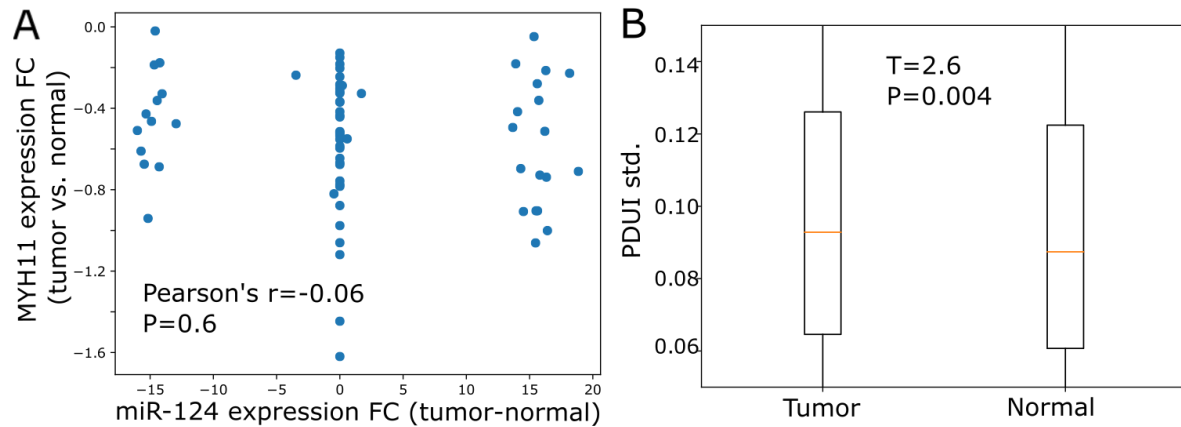 A
MYH11 expression FC
(tumor vs. normal)
0.0
−0.4
−0.8
−1.2
−1.6
Pearson's r=-0.06
P=0.6
−15
−10
−5
0
5
10
15
20
miR-124 expression FC (tumor-normal)
B
PDUI std.
0.14
0.12
0.10
0.08
0.06
T=2.6
P=0.004
Tumor
Normal